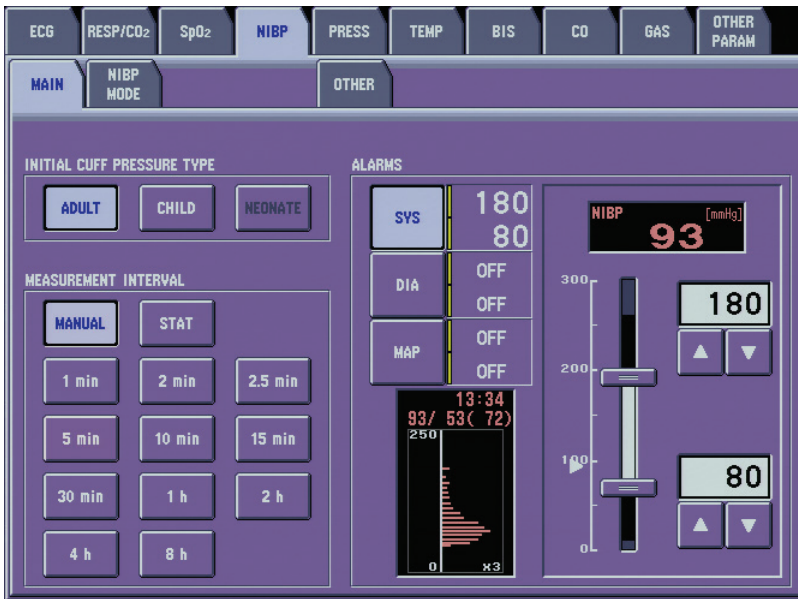 ECG RESP/CO2 SpO2 NIBP PRESS TEMP BIS CO GAS OTHER PARAM
MAIN NIBP MODE OTHER
INITIAL CUFF PRESSURE TYPE
ADULT CHILD NEONATE
MEASUREMENT INTERVAL
MANUAL STAT
1 min 2 min 2.5 min
5 min 10 min 15 min
30 min 1 h 2 h
4 h 8 h
ALARMS
SYS 180
80
DIA OFF
OFF
MAP OFF
OFF
13:34
93/ 53( 72)
250
0 x3
NIBP [mmHg]
93
300
200
100
0
180
▲ ▼
80
▲ ▼